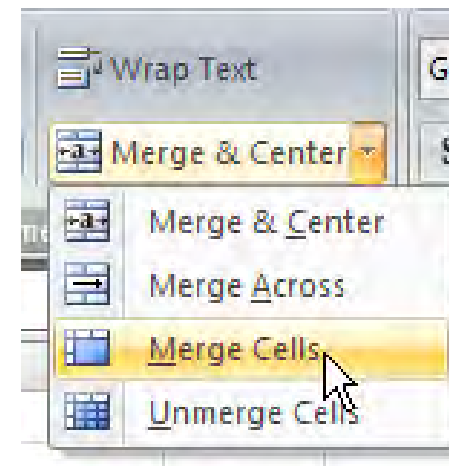 Wrap Text
Merge & Center
Merge & Center
Merge Across
Merge Cells
Unmerge Cells